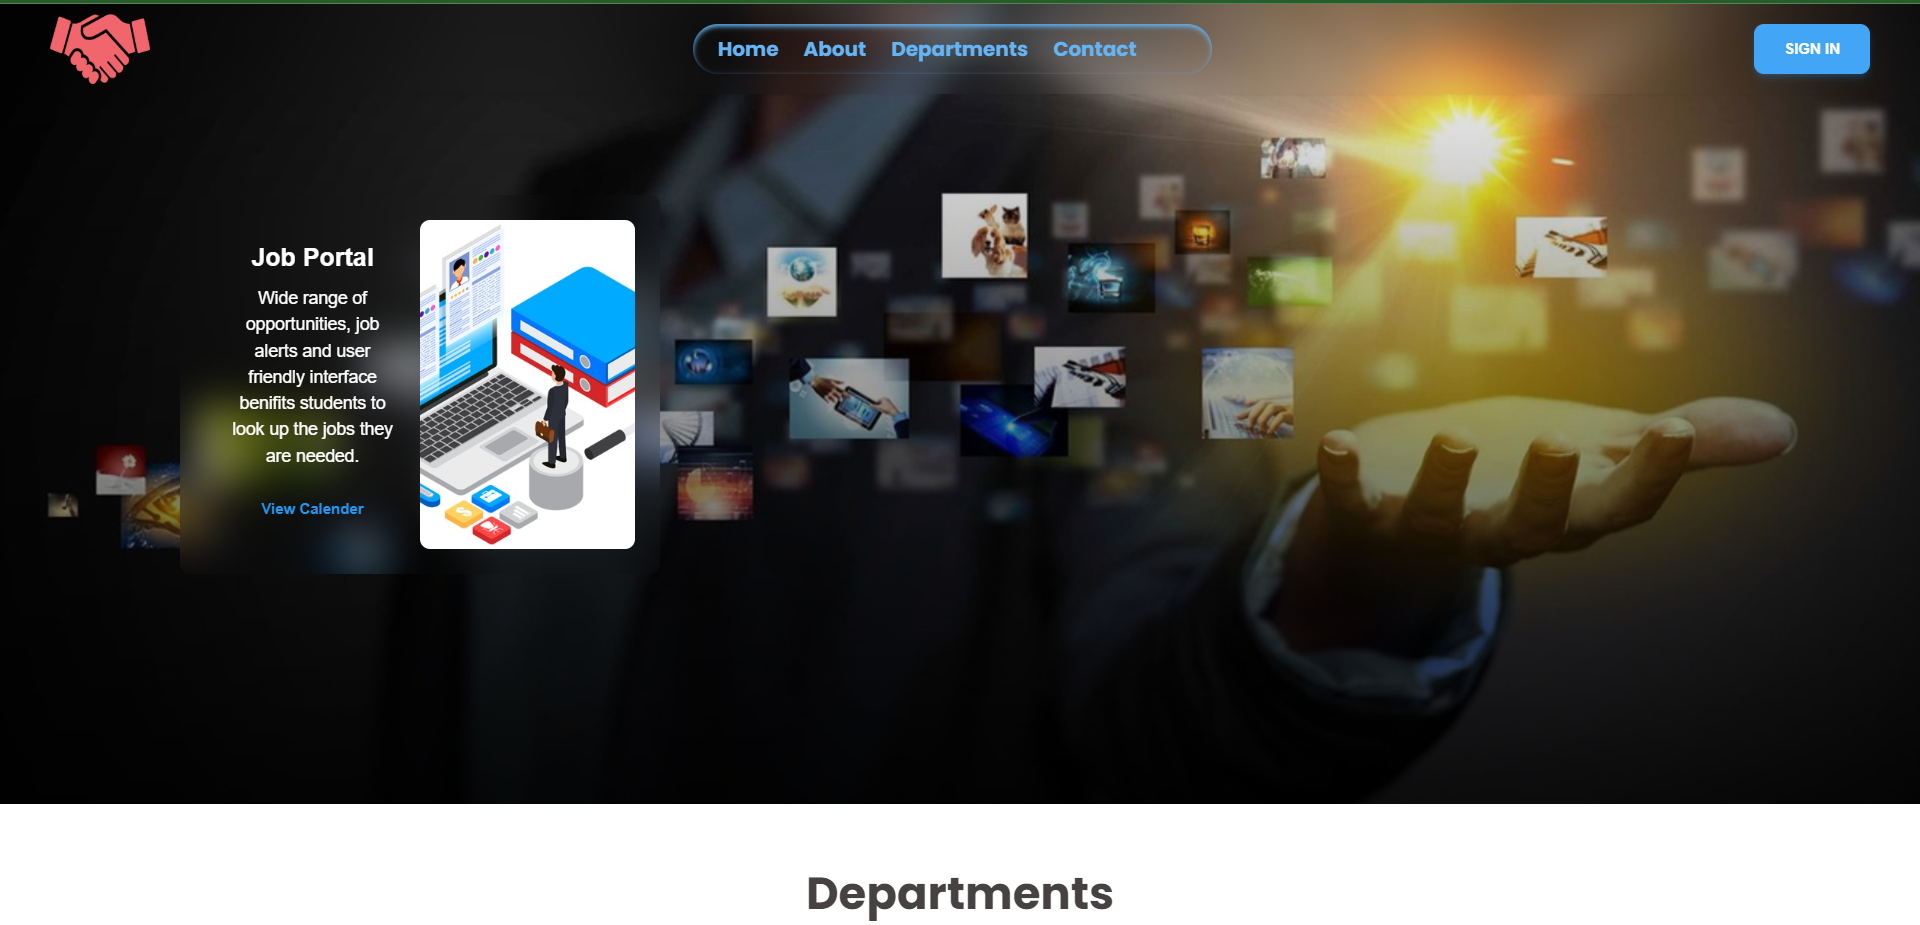 Home About Departments Contact
SIGN IN
Job Portal
Wide range of
opportunities, job
alerts and user
friendly interface
benifits students to
look up the jobs they
are needed.
View Calender
Departments